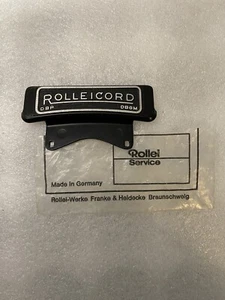 ROLLEICORD
DBP DBGM
Rollei
Service
Made in Germany
Rollei-Werke Franke & Heidecke Braunschweig